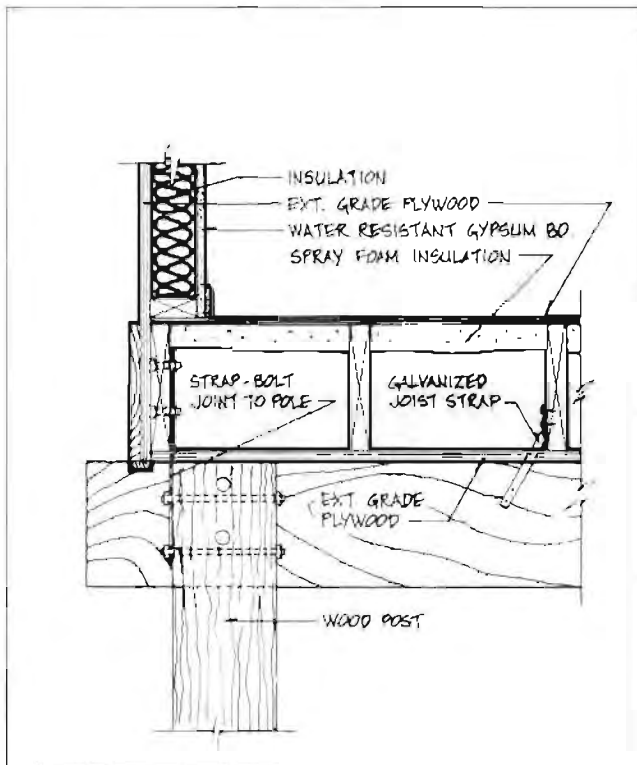 INSULATION
EXT. GRADE PLYWOOD
WATER RESISTANT GYPSUM BD
SPRAY FOAM INSULATION
STRAP-BOLT
JOINT TO POLE
GALVANIZED
JOIST STRAP
EXT GRADE
PLYWOOD
WOOD POST